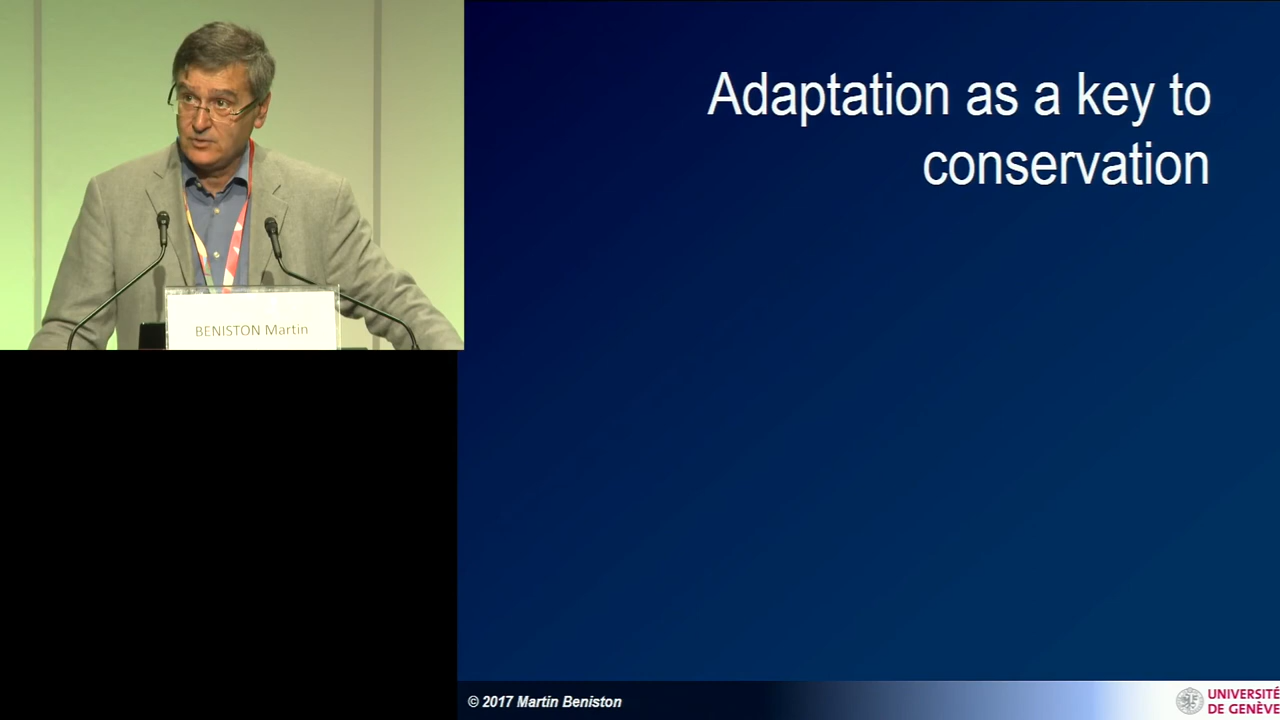 Adaptation as a key to
conservation
BENISTON Martin
© 2017 Martin Beniston
UNIVERSITÉ
DE GENÈVE